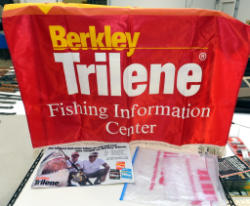 Berkley
Trilene®
Fishing Information
Center
Trilene